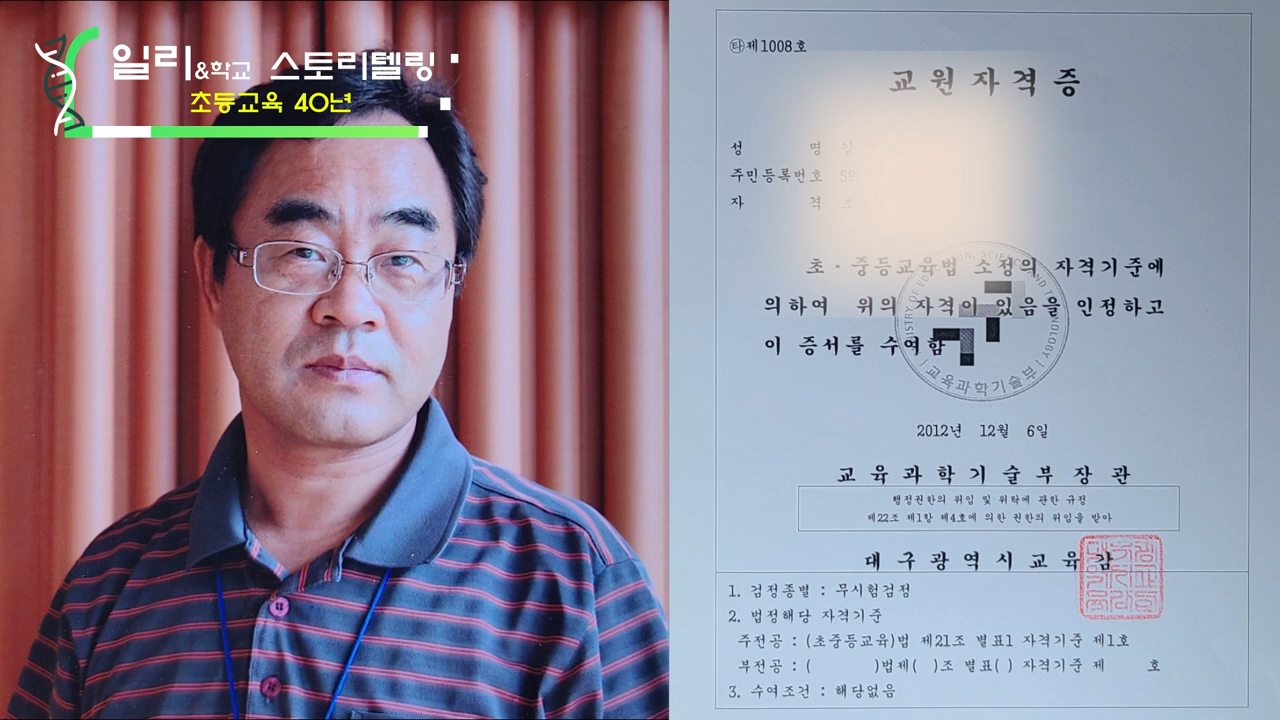 일리&학교 스토리텔링
초등교육 40년
㉺제1008호
교원자격증
성 명 김
주민등록번호 590
자 격 초
초·중등교육법 소정의 자격기준에
의하여 위의 자격이 있음을 인정하고
이 증서를 수여함
교육과학기술부
2012년 12월 6일
교육과학기술부장관
행정권한의 위임 및 위탁에 관한 규정
제22조 제1항 제4호에 의한 권한의 위임을 받아
대구광역시교육감
1. 검정종별 : 무시험검정
2. 법정해당 자격기준
주전공 : (초중등교육)법 제21조 별표1 자격기준 제1호
부전공 : ( )법제( )조 별표( ) 자격기준 제 호
3. 수여조건 : 해당없음